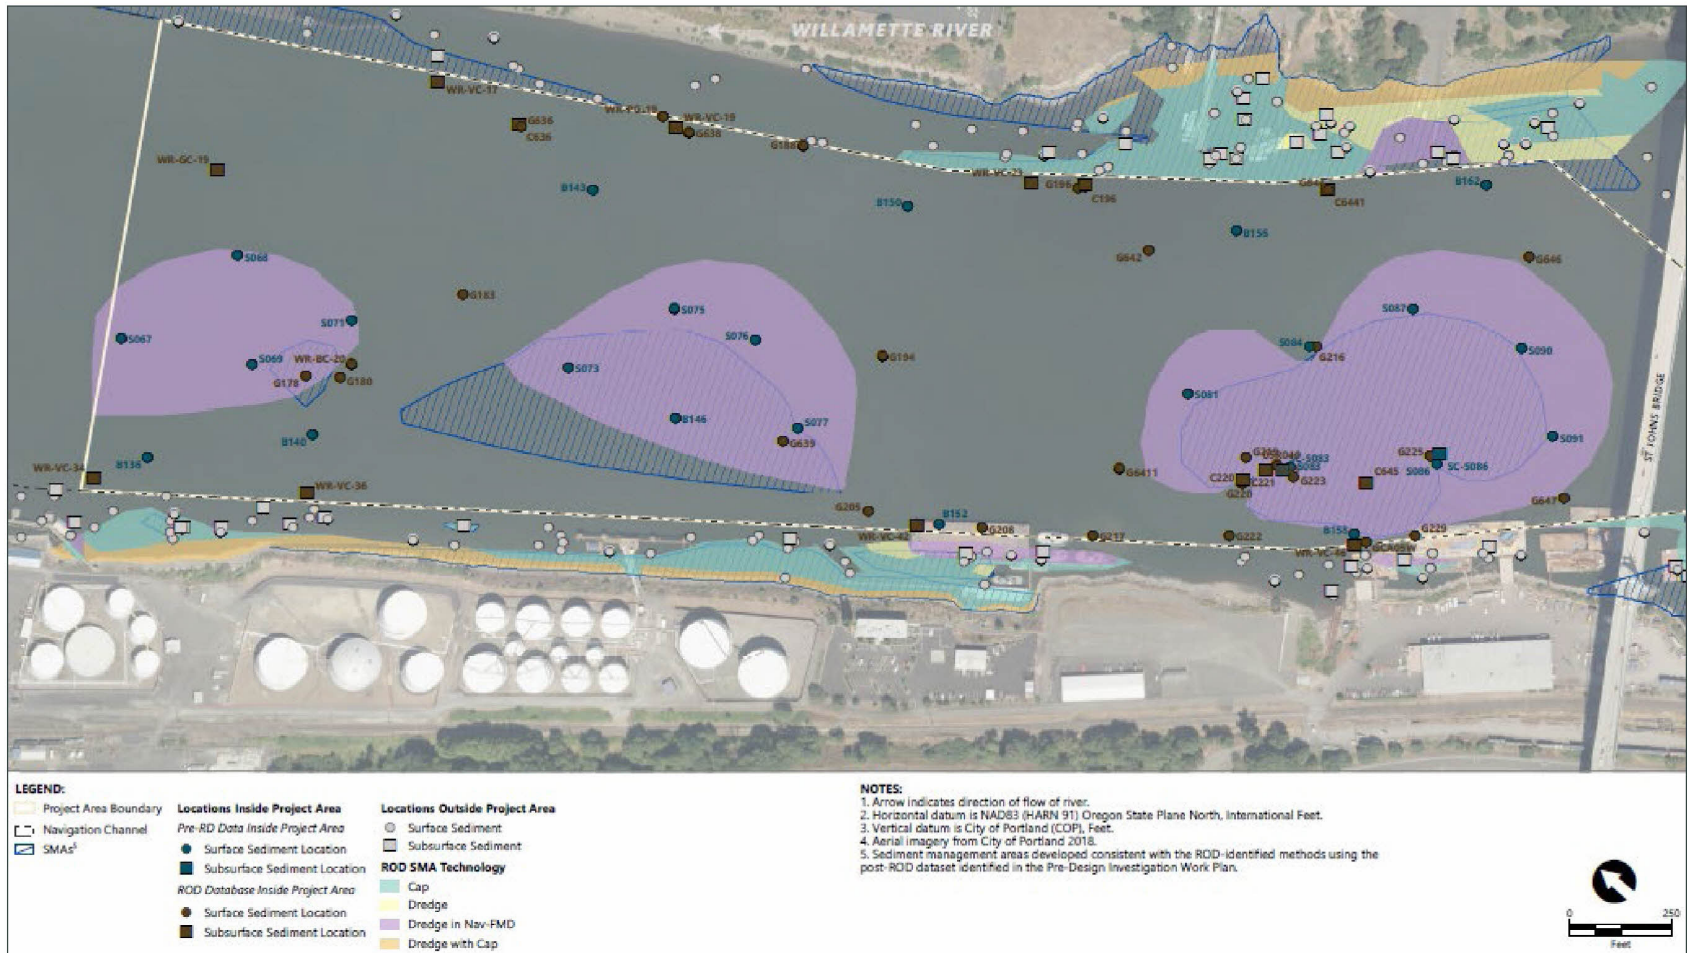 WILLAMETTE RIVER
WR-VC-17
G636
C636
WR-VC-19
G638
G188
WR-GC-19
B143
B150
G196
C196
C6441
B162
B155
G642
G646
S068
G183
S075
S087
S067
S071
S076
S084
G216
S090
S069
WR-BC-20
G178
G180
S073
G194
S081
B146
S077
G639
S091
B140
B136
WR-VC-34
WR-VC-36
G6411
C220
C221
G223
C645
G225
S086
SC-S086
G647
G205
B152
WR-VC-42
G208
G217
G222
B158
G229
ST JOHNS BRIDGE
LEGEND:
Project Area Boundary
Navigation Channel
SMAs5
Locations Inside Project Area
Pre-RD Data Inside Project Area
Surface Sediment Location
Subsurface Sediment Location
ROD Database Inside Project Area
Surface Sediment Location
Subsurface Sediment Location
Locations Outside Project Area
Surface Sediment
Subsurface Sediment
ROD SMA Technology
Cap
Dredge
Dredge in Nav-FMD
Dredge with Cap
NOTES:
1. Arrow indicates direction of flow of river.
2. Horizontal datum is NAD83 (HARN 91) Oregon State Plane North, International Feet.
3. Vertical datum is City of Portland (COP), Feet.
4. Aerial imagery from City of Portland 2018.
5. Sediment management areas developed consistent with the ROD-identified methods using the
post-ROD dataset identified in the Pre-Design Investigation Work Plan.
0 250
Feet